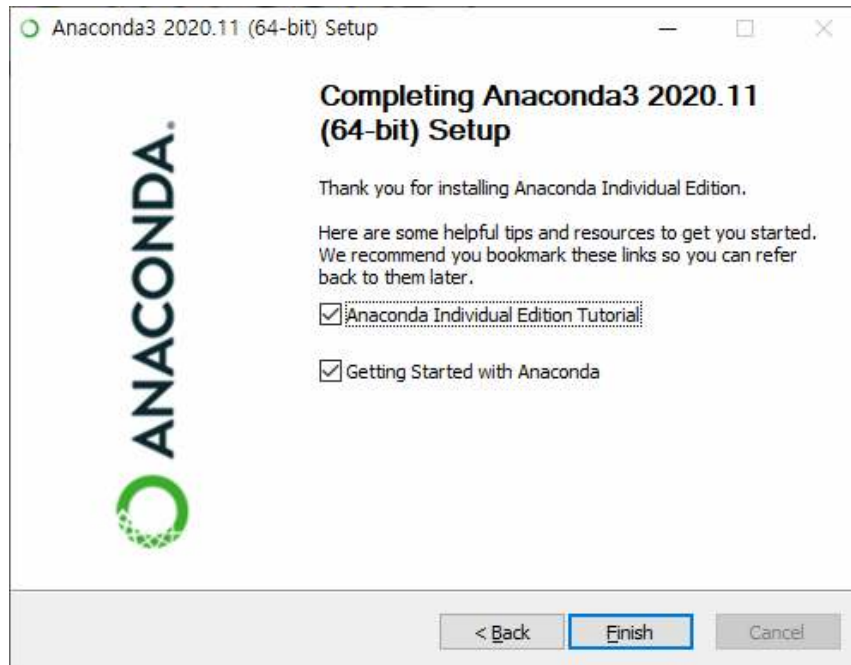 Anaconda3 2020.11 (64-bit) Setup
Completing Anaconda3 2020.11
(64-bit) Setup
Thank you for installing Anaconda Individual Edition.
Here are some helpful tips and resources to get you started.
We recommend you bookmark these links so you can refer
back to them later.
Anaconda Individual Edition Tutorial
Getting Started with Anaconda
ANACONDA.
< Back
Finish
Cancel